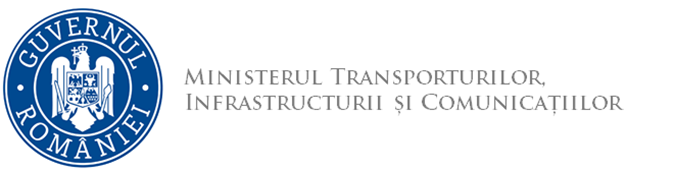 GUVERNUL
ROMÂNIEI
MINISTERUL TRANSPORTURILOR,
INFRASTRUCTURII ȘI COMUNICAȚIILOR